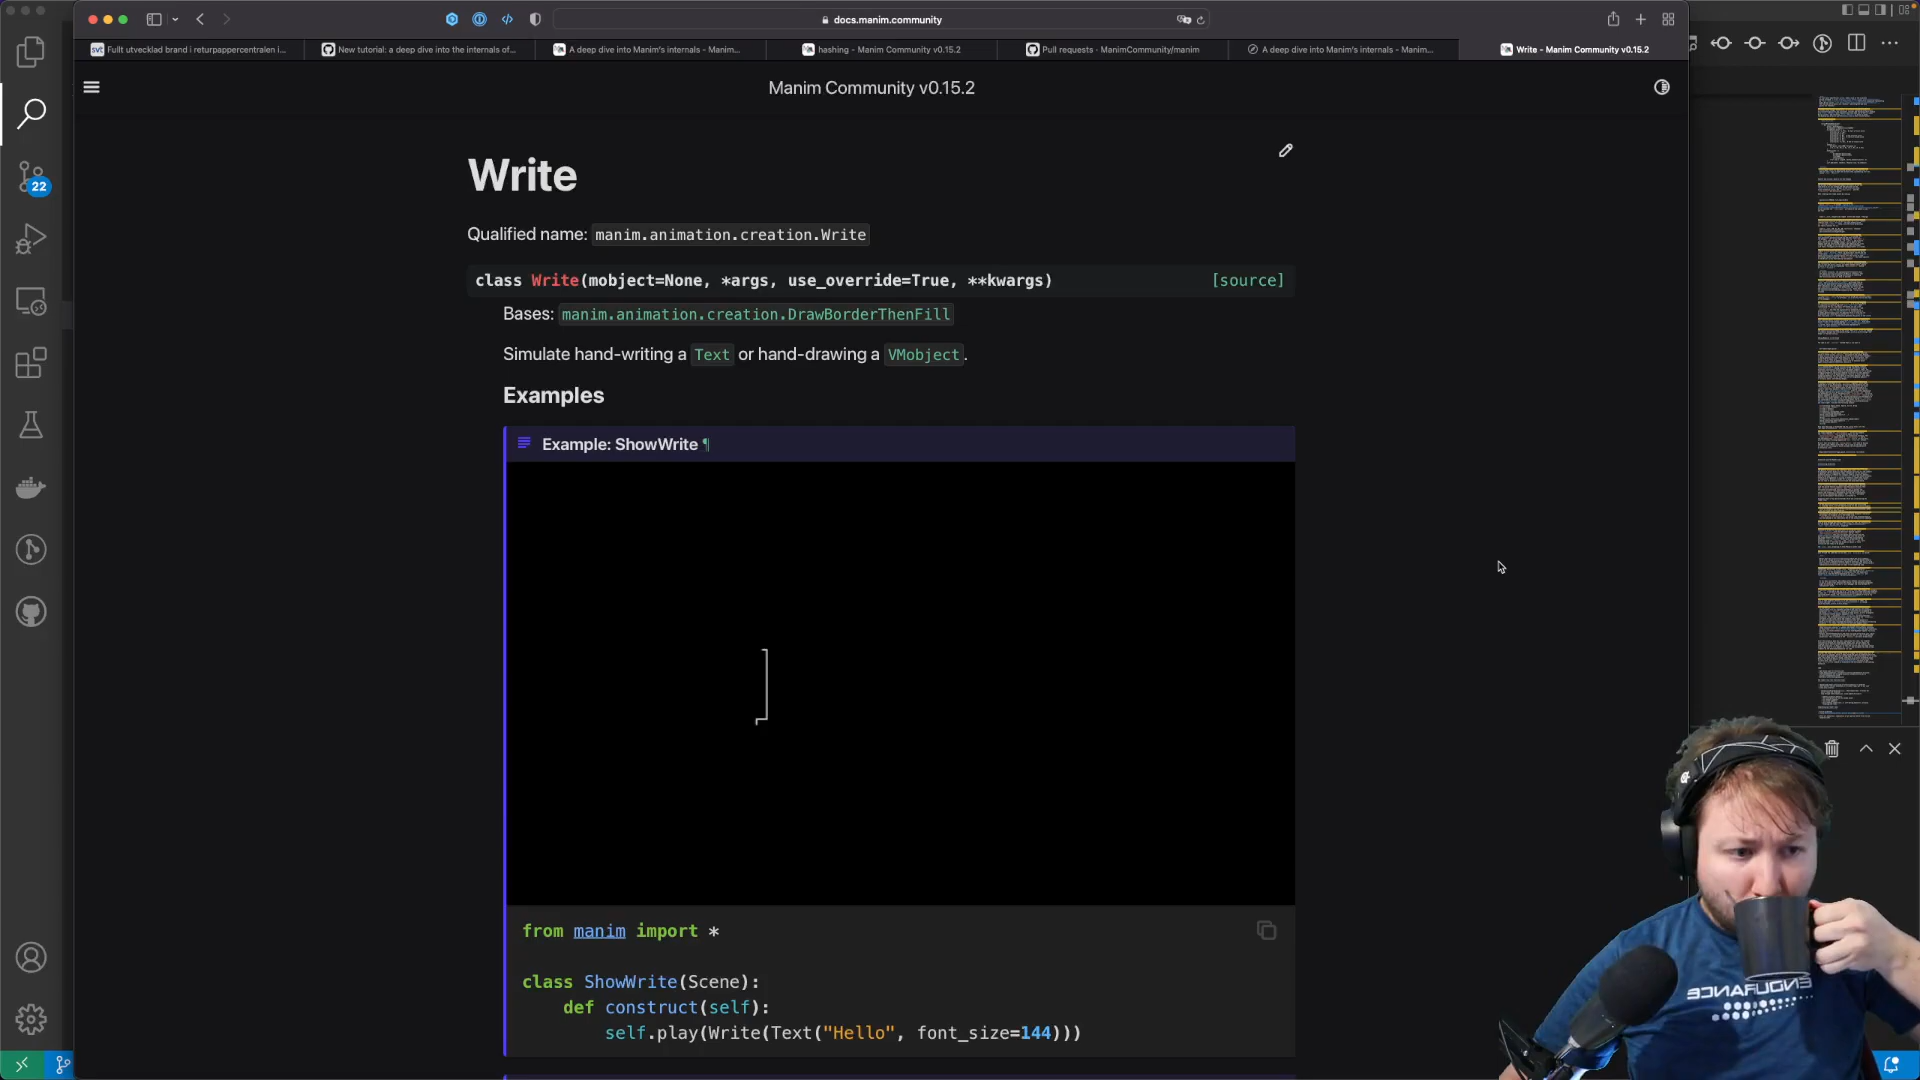 docs.manim.community
Fullt utvecklad brand i returpappercentralen i...
New tutorial: a deep dive into the internals of...
A deep dive into Manim's internals - Manim...
hashing - Manim Community v0.15.2
Pull requests · ManimCommunity/manim
A deep dive into Manim's internals - Manim...
Write - Manim Community v0.15.2
Manim Community v0.15.2
Write
Qualified name: manim.animation.creation.Write
class Write(mobject=None, *args, use_override=True, **kwargs) [source]
Bases: manim.animation.creation.DrawBorderThenFill
Simulate hand-writing a Text or hand-drawing a VMobject.
Examples
Example: ShowWrite ¶
from manim import *
class ShowWrite(Scene):
def construct(self):
self.play(Write(Text("Hello", font_size=144)))
22
svt
ENDURANCE